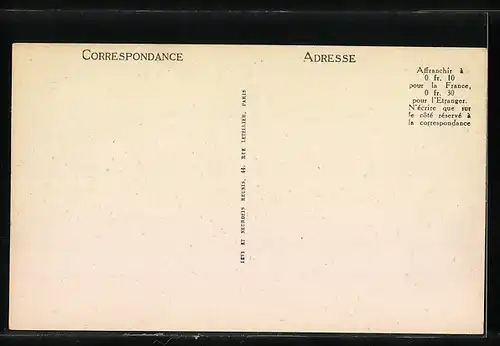 CORRESPONDANCE
ADRESSE
Affranchir à
0 fr. 10
pour la France,
0 fr. 30
pour l'Etranger.
N'écrire que sur
le côté réservé à
la correspondance
LEVY ET NEURDEIN REUNIS, 44, RUE LETELLIER, PARIS